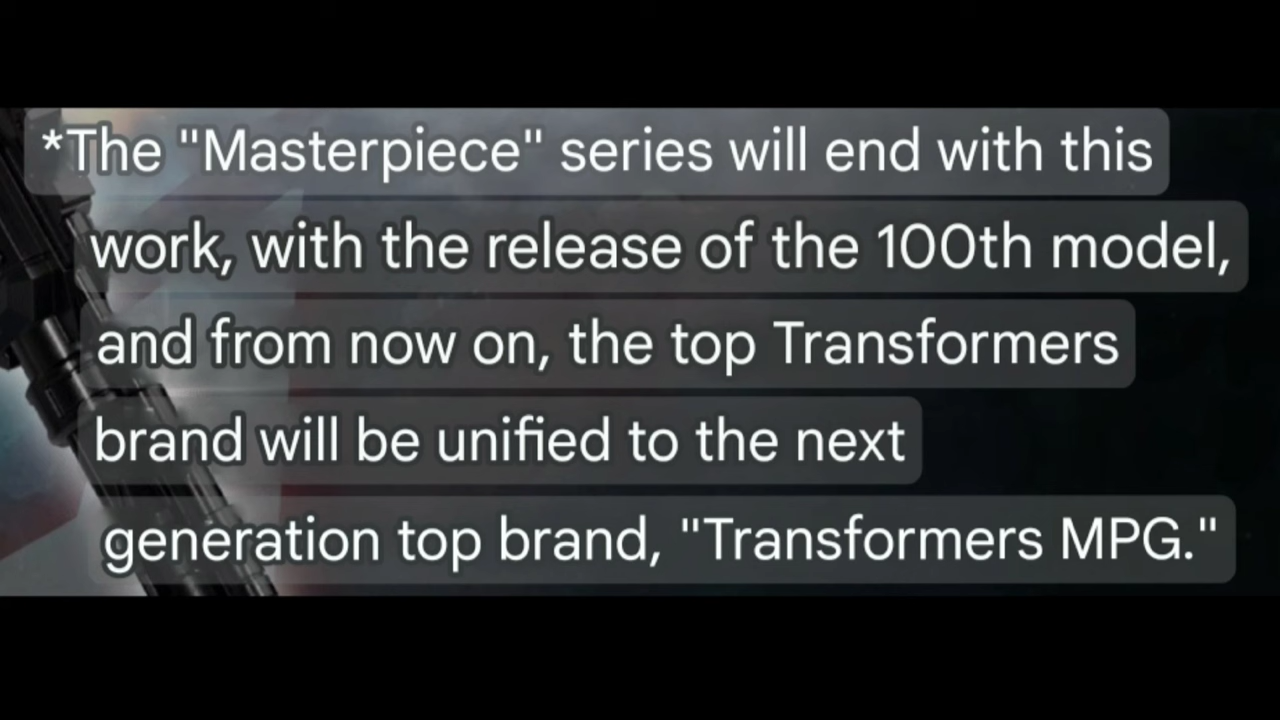 *The "Masterpiece" series will end with this
work, with the release of the 100th model,
and from now on, the top Transformers
brand will be unified to the next
generation top brand, "Transformers MPG."